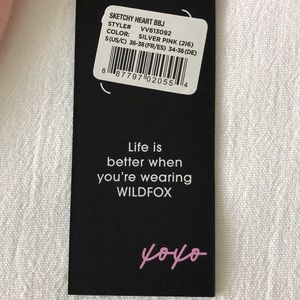 SKETCHY HEART BBJ
STYLE# VV613092
COLOR: SILVER PINK (216)
S(US/C) 36-38(FR/ES) 34-36(DE)
8 87797 02055 4
Life is
better when
you're wearing
WILDFOX
xoxo